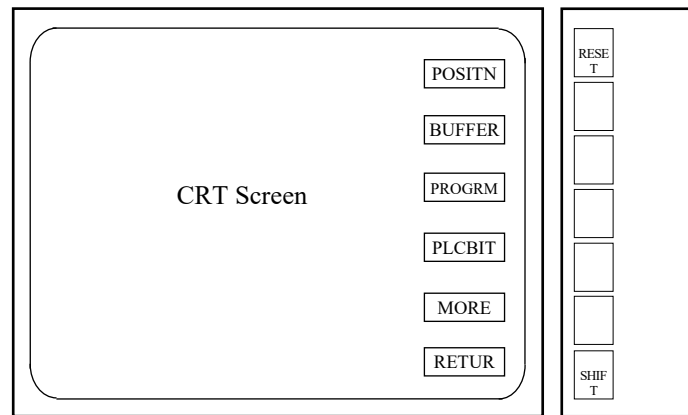 POSITN
BUFFER
PROGRM
CRT Screen
PLCBIT
MORE
RETUR
RESE
T
SHIF
T